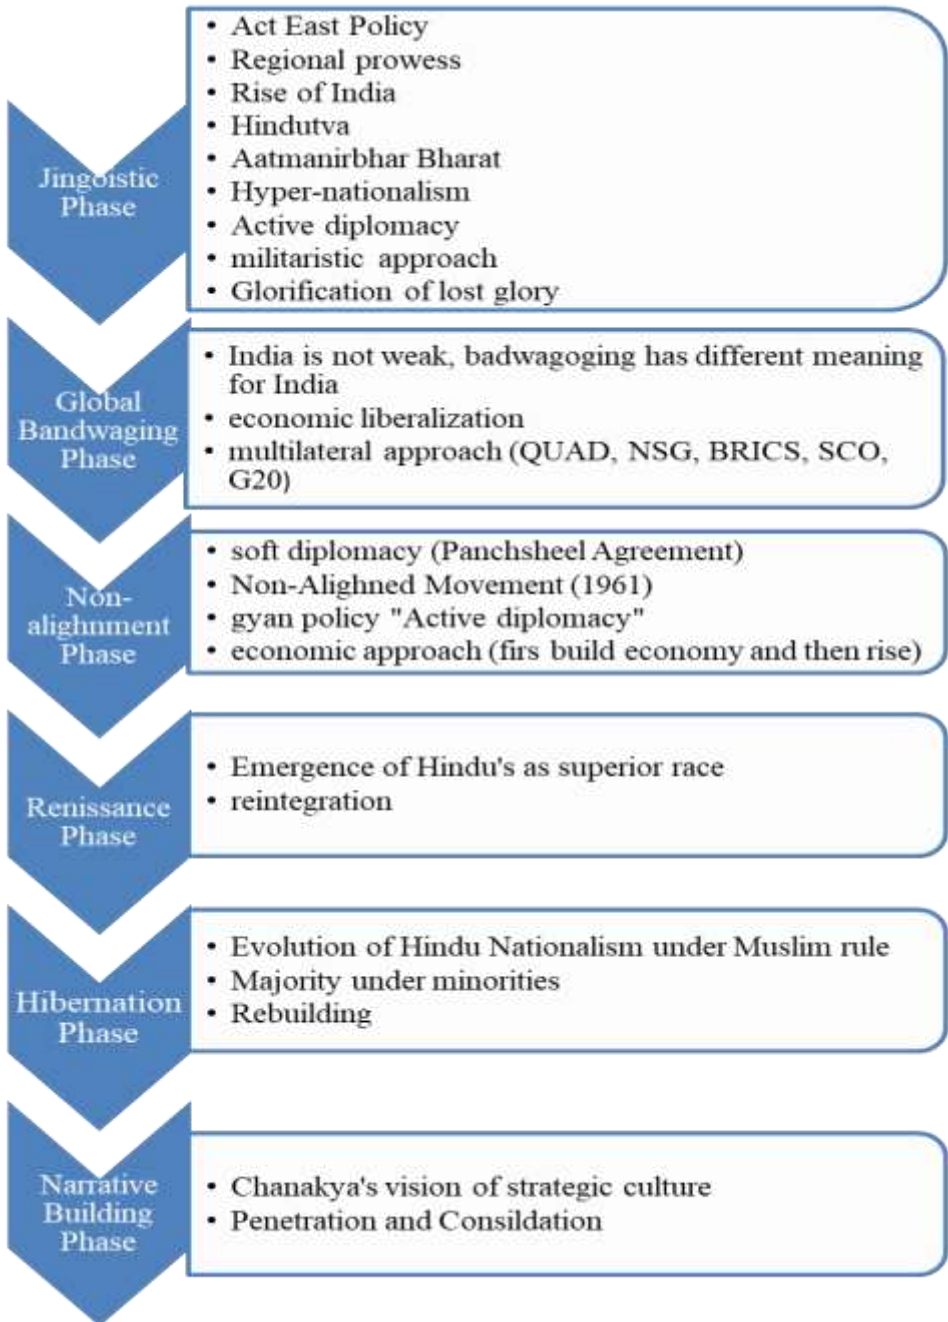 • Act East Policy
• Regional prowess
• Rise of India
• Hindutva
• Aatmanirbhar Bharat
• Hyper-nationalism
• Active diplomacy
• militaristic approach
• Glorification of lost glory
Jingoistic
Phase
• India is not weak, badwagoging has different meaning
for India
• economic liberalization
• multilateral approach (QUAD, NSG, BRICS, SCO,
G20)
Global
Bandwaging
Phase
• soft diplomacy (Panchsheel Agreement)
• Non-Alighned Movement (1961)
• gyan policy "Active diplomacy"
• economic approach (firs build economy and then rise)
Non-
alighnment
Phase
• Emergence of Hindu's as superior race
• reintegration
Renissance
Phase
• Evolution of Hindu Nationalism under Muslim rule
• Majority under minorities
• Rebuilding
Hibernation
Phase
• Chanakya's vision of strategic culture
• Penetration and Consildation
Narrative
Building
Phase